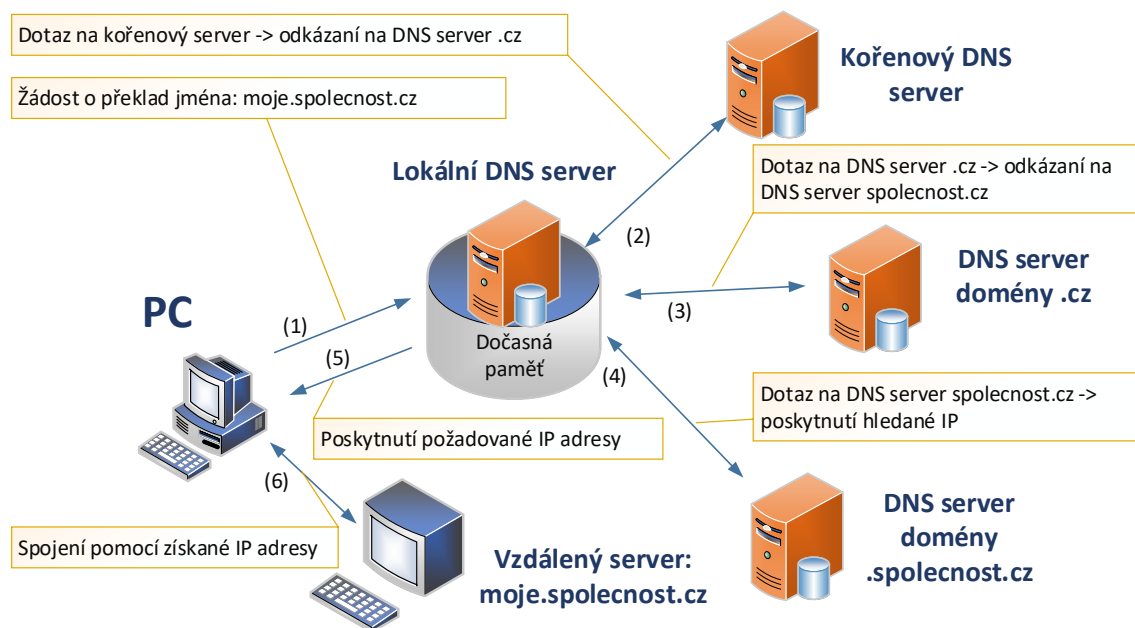 Dotaz na kořenový server -> odkázaní na DNS server .cz
Žádost o překlad jména: moje.spolecnost.cz
Kořenový DNS
server
Lokální DNS server
Dotaz na DNS server .cz -> odkázaní na
DNS server spolecnost.cz
(2)
DNS server
domény .cz
(3)
PC
(1)
(5)
Dočasná
paměť
(4)
Dotaz na DNS server spolecnost.cz ->
poskytnutí hledané IP
Poskytnutí požadované IP adresy
(6)
Spojení pomocí získané IP adresy
Vzdálený server:
moje.spolecnost.cz
DNS server
domény
.spolecnost.cz